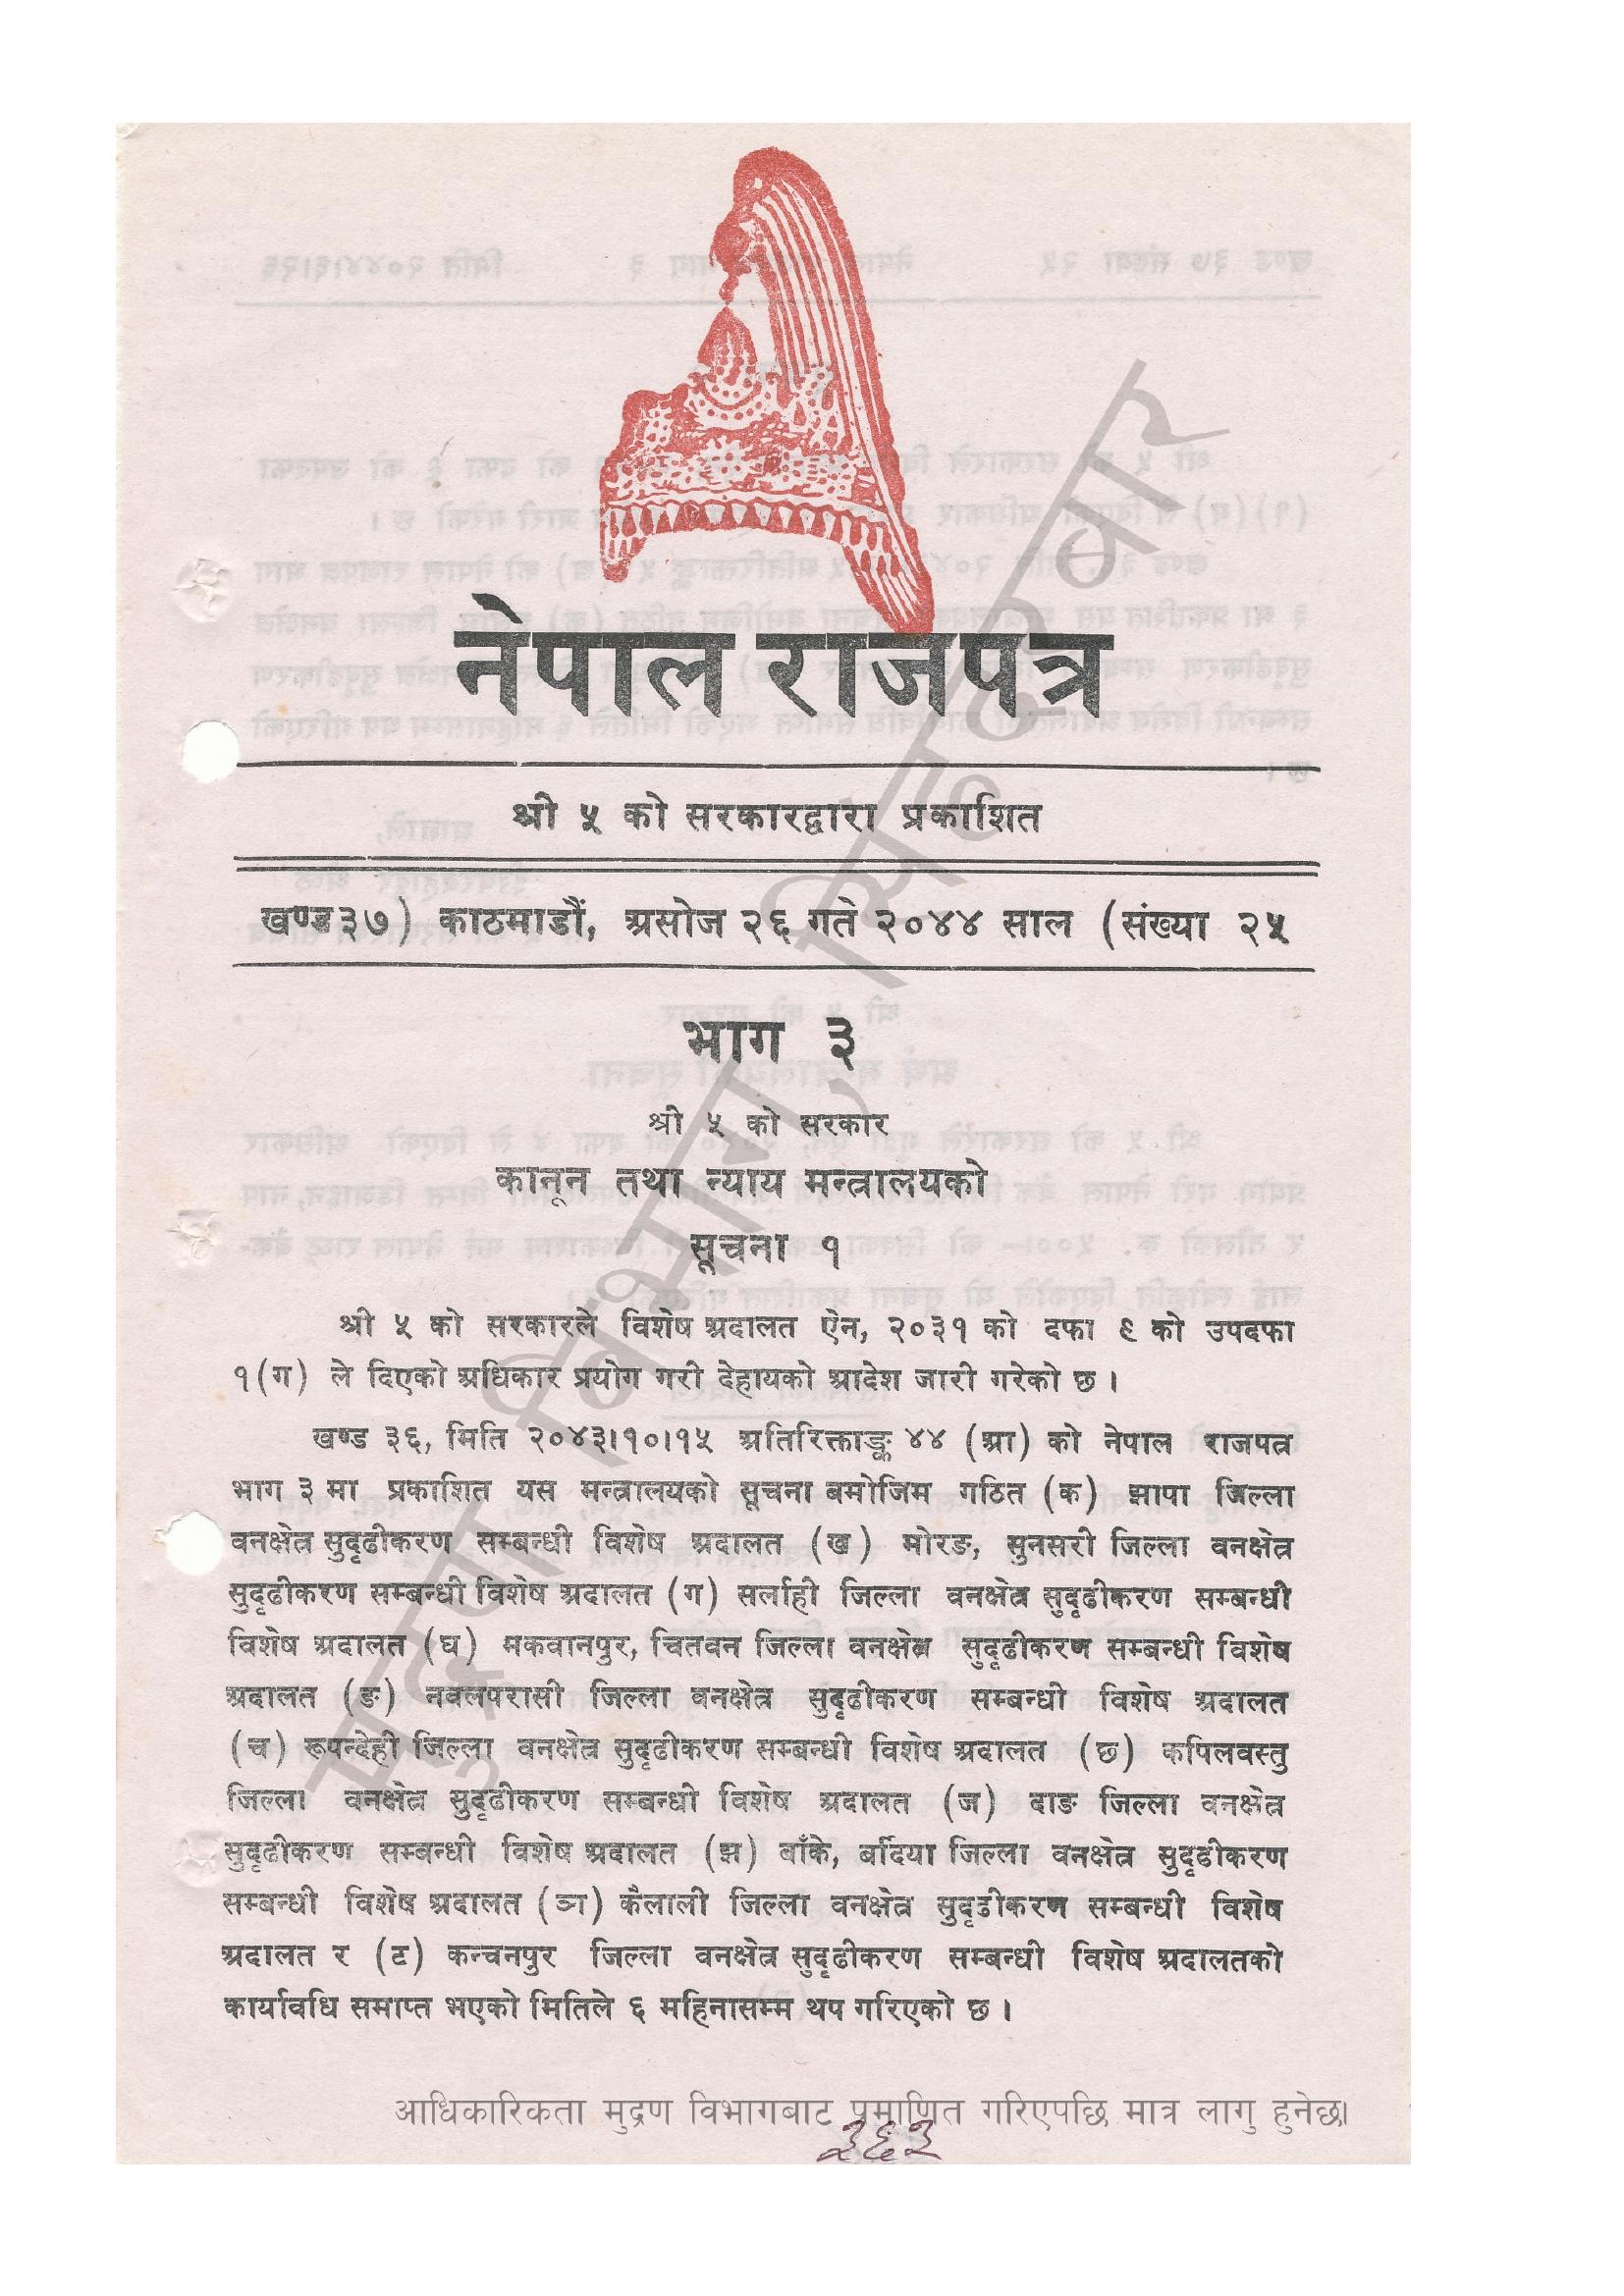 नेपाल राजपत्र
श्री ५ को सरकारद्वारा प्रकाशित
खण्ड ३७) काठमाडौं, असोज २६ गते २०४४ साल (संख्या २५
भाग ३
श्री ५ को सरकार
कानून तथा न्याय मन्त्रालयको
सूचना १
श्री ५ को सरकारले विशेष अदालत ऐन, २०३१ को दफा ९ को उपदफा
१(ग) ले दिएको अधिकार प्रयोग गरी देहायको आदेश जारी गरेको छ ।
खण्ड ३६, मिति २०४३।१०।१५ अतिरिक्ताङ्क ४४ (आ) को नेपाल राजपत्र
भाग ३ मा प्रकाशित यस मन्त्रालयको सूचना बमोजिम गठित (क) झापा जिल्ला
वनक्षेत्र सुदृढीकरण सम्बन्धी विशेष अदालत (ख) मोरङ, सुनसरी जिल्ला वनक्षेत्र
सुदृढीकरण सम्बन्धी विशेष अदालत (ग) सर्लाही जिल्ला वनक्षेत्र सुदृढीकरण सम्बन्धी
विशेष अदालत (घ) मकवानपुर, चितवन जिल्ला वनक्षेत्र सुदृढीकरण सम्बन्धी विशेष
अदालत (ङ) नवलपरासी जिल्ला वनक्षेत्र सुदृढीकरण सम्बन्धी विशेष अदालत
(च) रूपन्देही जिल्ला वनक्षेत्र सुदृढीकरण सम्बन्धी विशेष अदालत (छ) कपिलवस्तु
जिल्ला वनक्षेत्र सुदृढीकरण सम्बन्धी विशेष अदालत (ज) दाङ जिल्ला वनक्षेत्र
सुदृढीकरण सम्बन्धी विशेष अदालत (झ) बाँके, बर्दिया जिल्ला वनक्षेत्र सुदृढीकरण
सम्बन्धी विशेष अदालत (ञ) कैलाली जिल्ला वनक्षेत्र सुदृढीकरण सम्बन्धी विशेष
अदालत र (ट) कन्चनपुर जिल्ला वनक्षेत्र सुदृढीकरण सम्बन्धी विशेष अदालतको
कार्यावधि समाप्त भएको मितिले ६ महिनासम्म थप गरिएको छ ।
मुद्रण विभाग, सिंहदरवार
आधिकारिकता मुद्रण विभागबाट प्रमाणित गरिएपछि मात्र लागु हुनेछ।
३६३